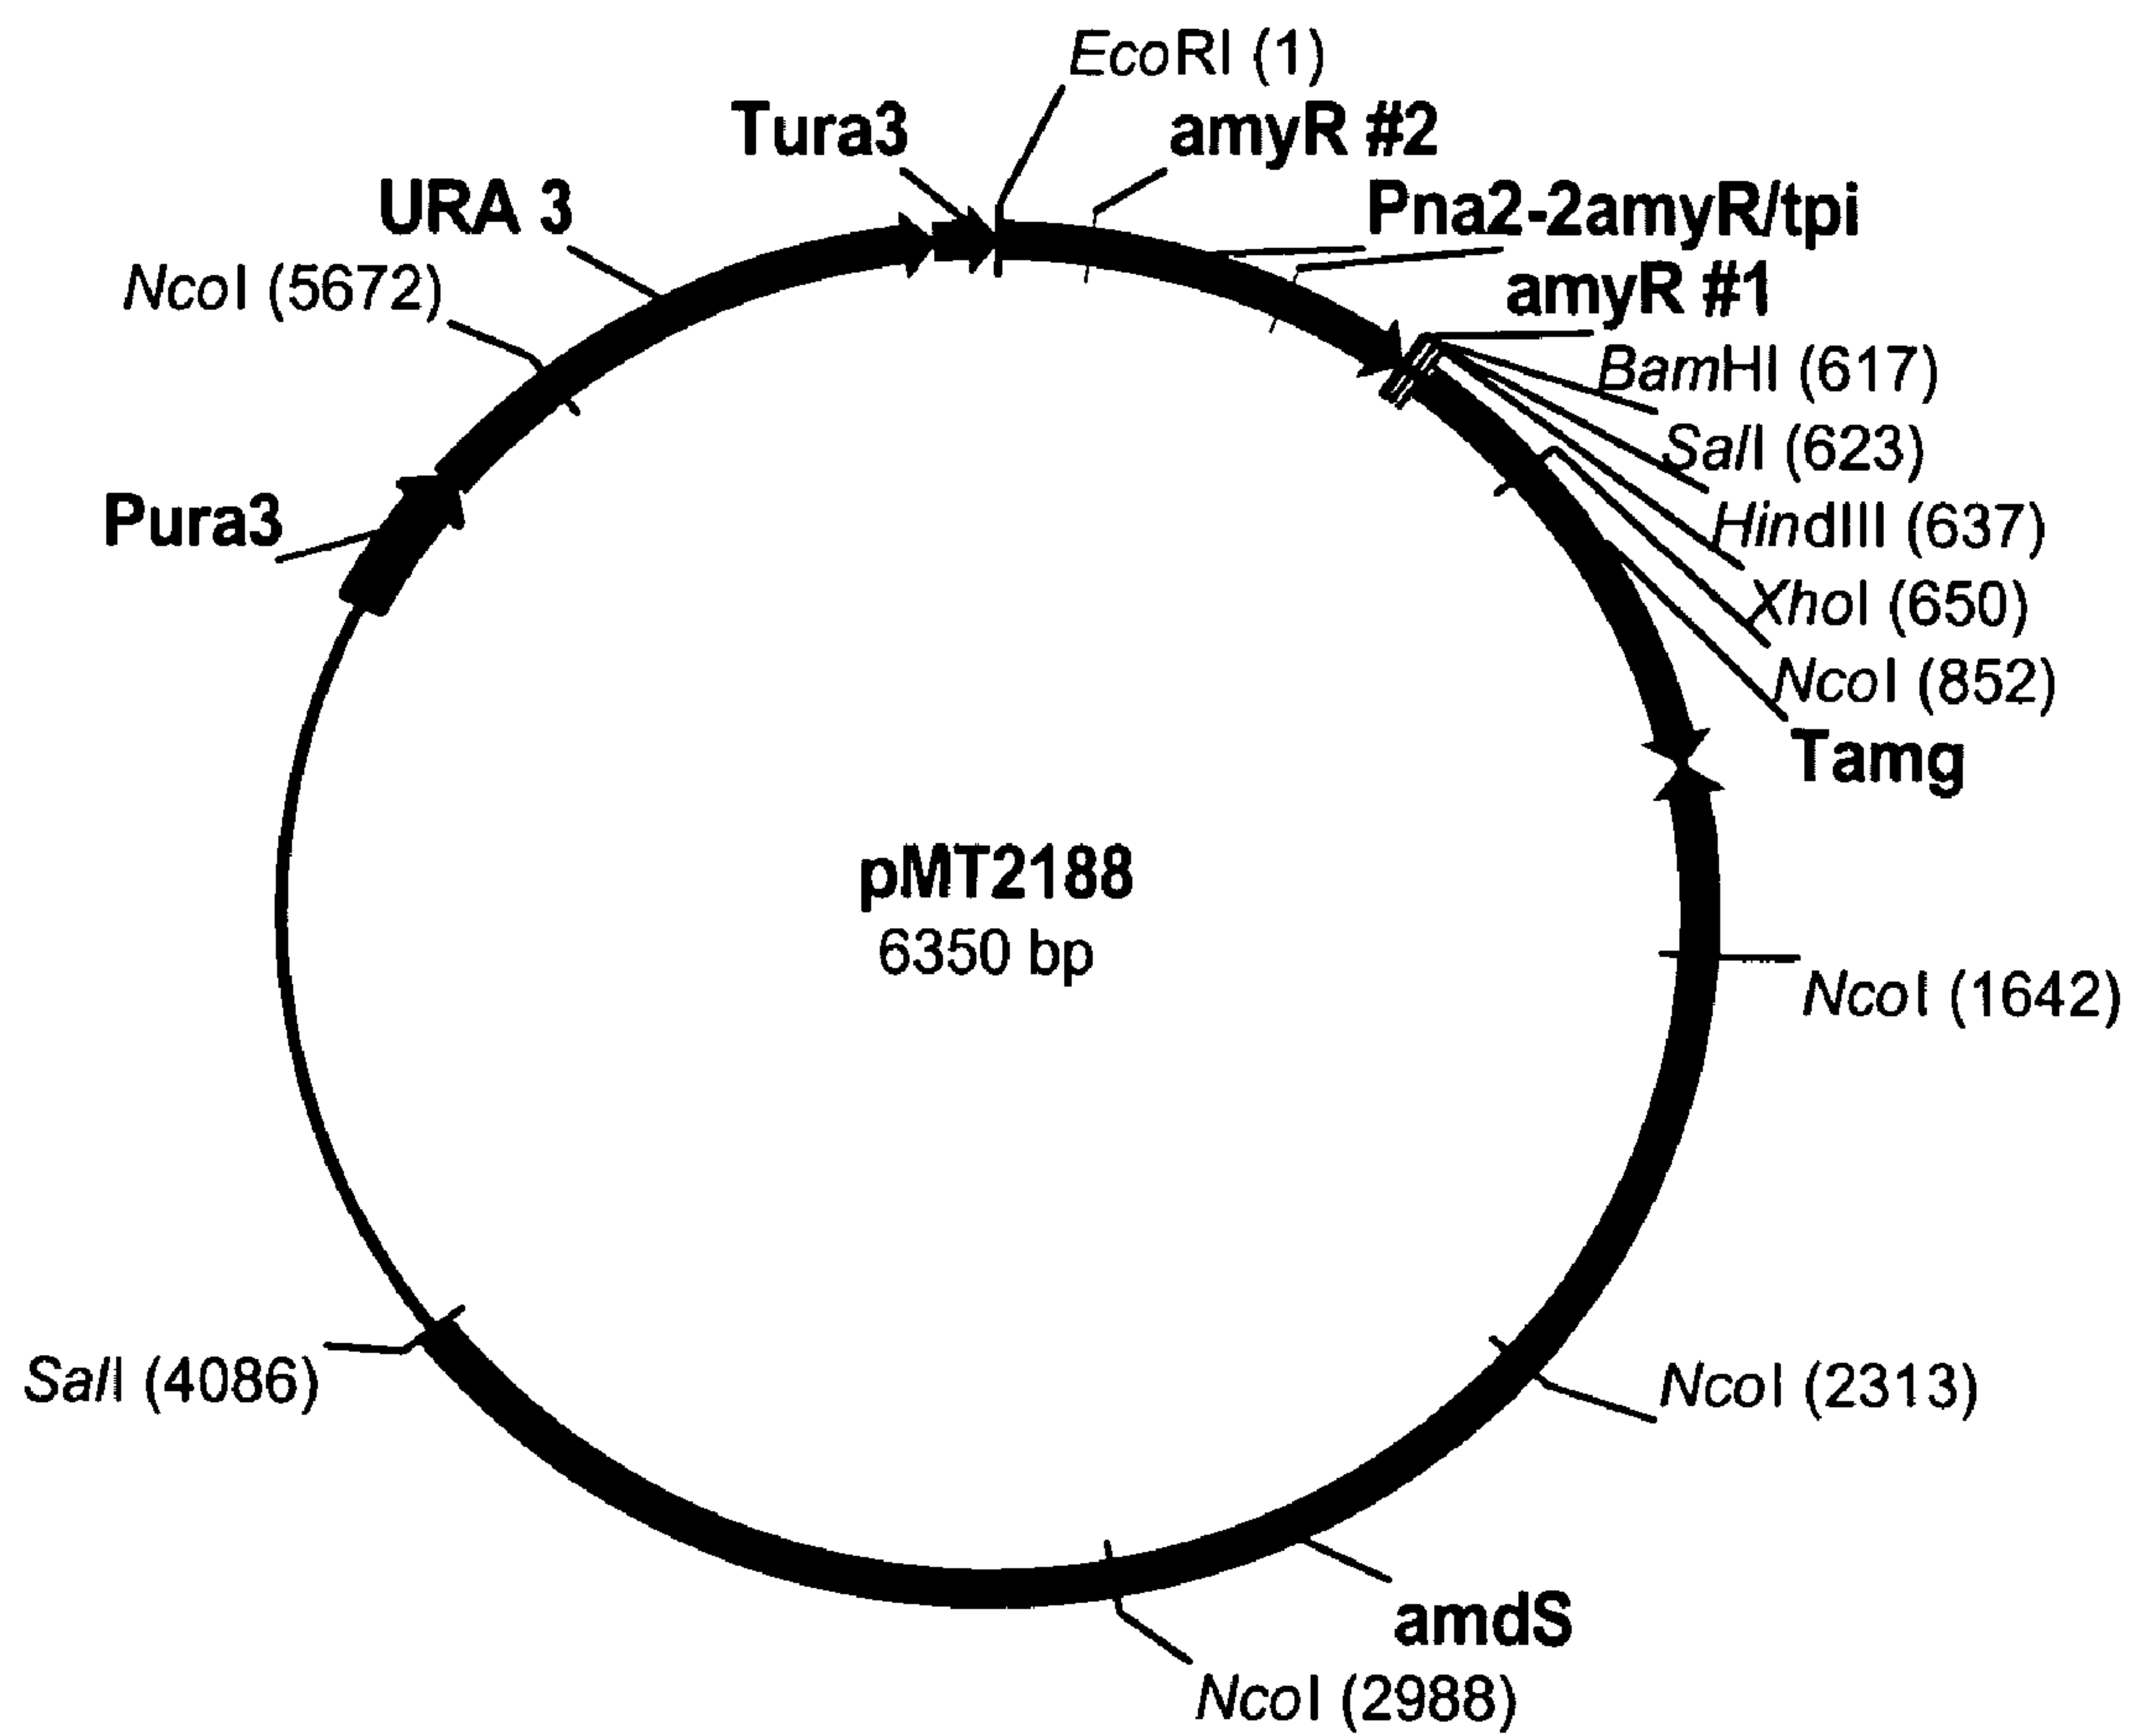 EcoRI (1)
Tura3
amyR #2
URA 3
Pna2-2amyR/tpi
NcoI (5672)
amyR #1
BamHI (617)
SalI (623)
Pura3
HindIII (637)
XhoI (650)
NcoI (852)
Tamg
pMT2188
6350 bp
NcoI (1642)
SalI (4086)
NcoI (2313)
amdS
NcoI (2988)